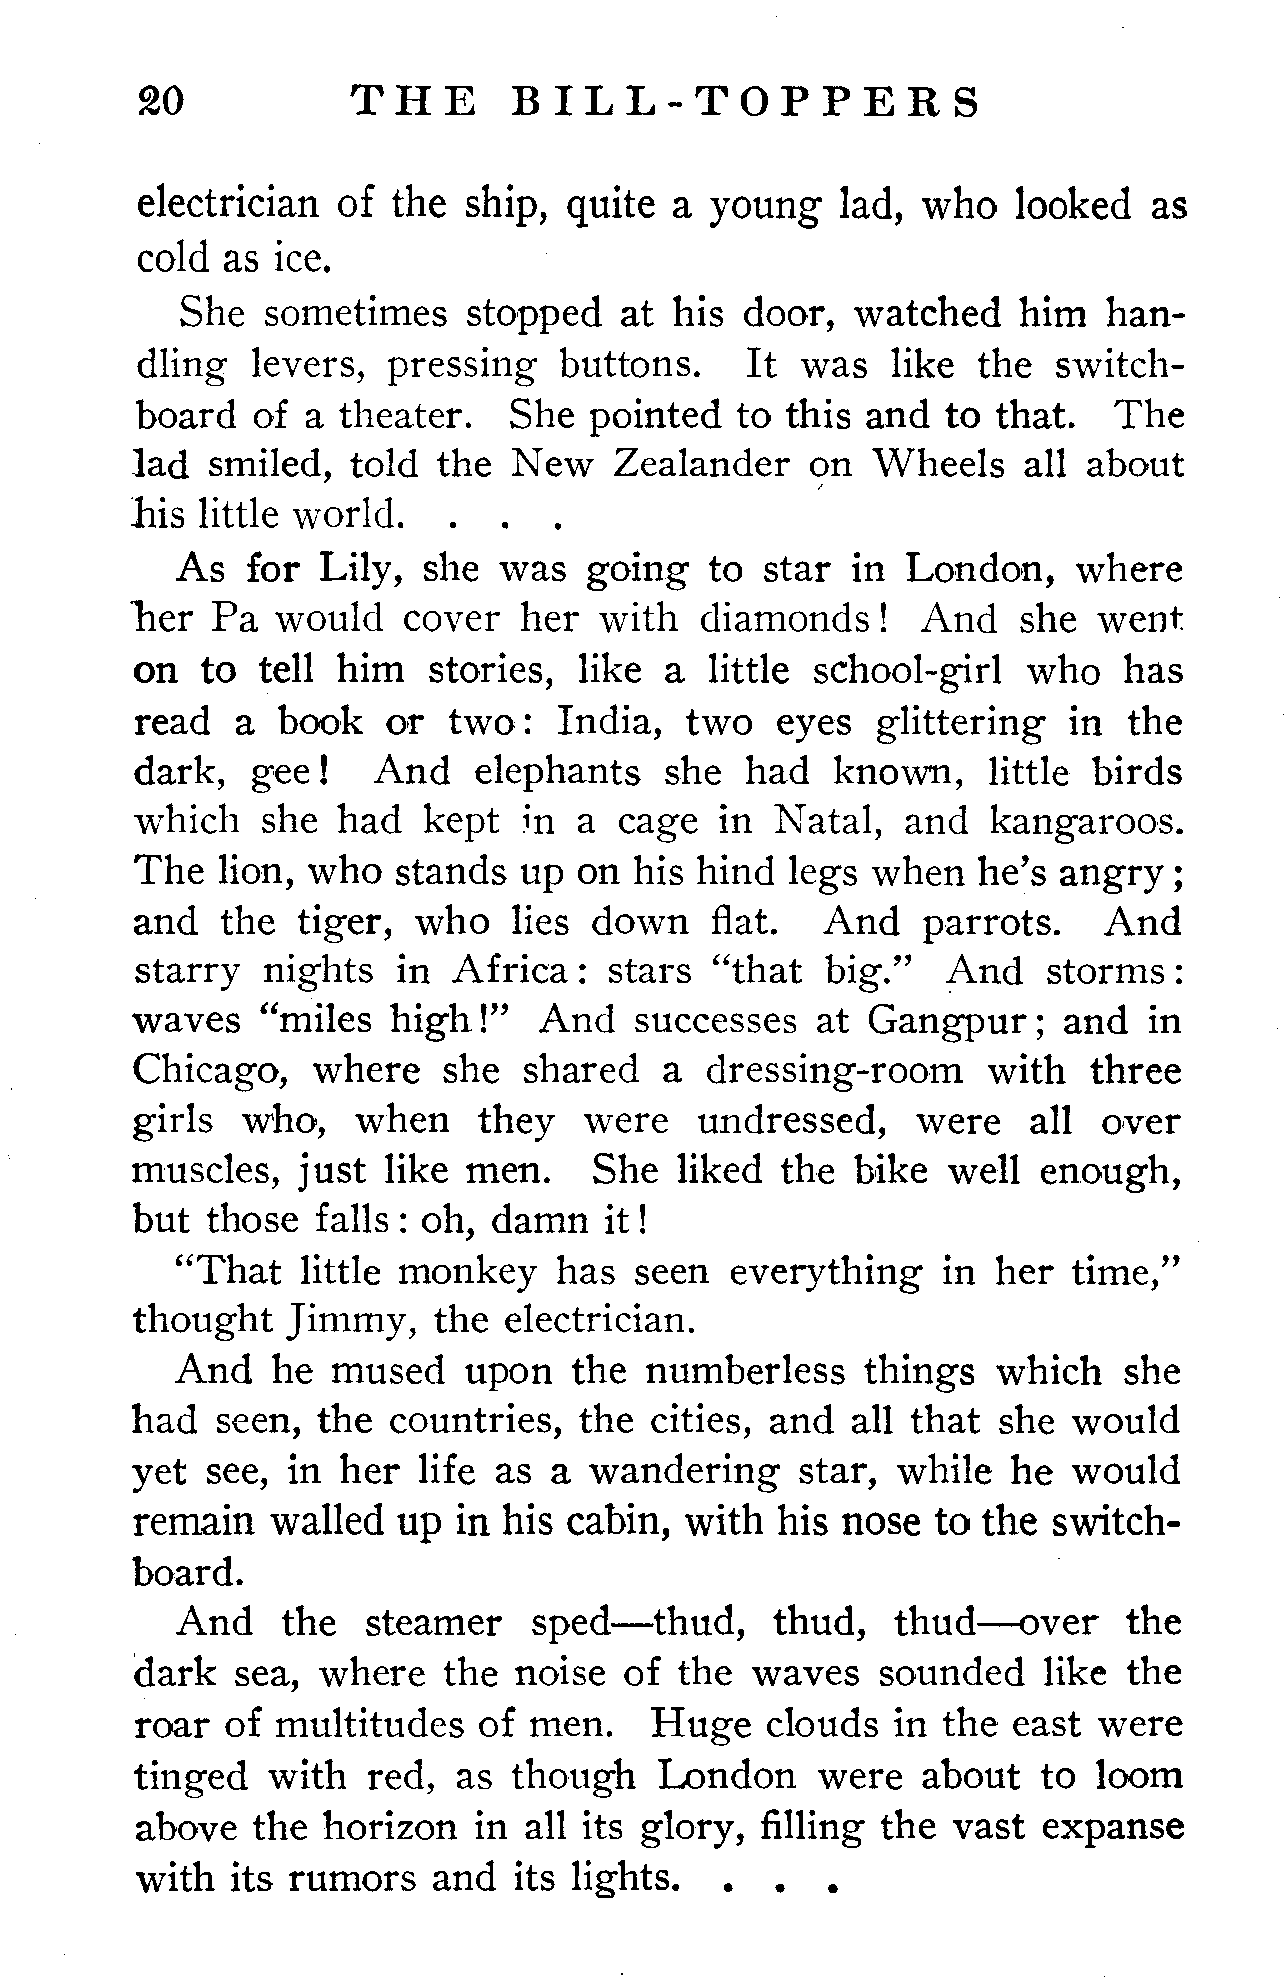 20 THE BILL-TOPPERS
electrician of the ship, quite a young lad, who looked as
cold as ice.
She sometimes stopped at his door, watched him han-
dling levers, pressing buttons. It was like the switch-
board of a theater. She pointed to this and to that. The
lad smiled, told the New Zealander on Wheels all about
his little world. . . .
As for Lily, she was going to star in London, where
her Pa would cover her with diamonds! And she went
on to tell him stories, like a little school-girl who has
read a book or two: India, two eyes glittering in the
dark, gee! And elephants she had known, little birds
which she had kept in a cage in Natal, and kangaroos.
The lion, who stands up on his hind legs when he's angry;
and the tiger, who lies down flat. And parrots. And
starry nights in Africa: stars "that big." And storms:
waves "miles high!" And successes at Gangpur; and in
Chicago, where she shared a dressing-room with three
girls who, when they were undressed, were all over
muscles, just like men. She liked the bike well enough,
but those falls: oh, damn it!
"That little monkey has seen everything in her time,"
thought Jimmy, the electrician.
And he mused upon the numberless things which she
had seen, the countries, the cities, and all that she would
yet see, in her life as a wandering star, while he would
remain walled up in his cabin, with his nose to the switch-
board.
And the steamer sped—thud, thud, thud—over the
dark sea, where the noise of the waves sounded like the
roar of multitudes of men. Huge clouds in the east were
tinged with red, as though London were about to loom
above the horizon in all its glory, filling the vast expanse
with its rumors and its lights. . . .